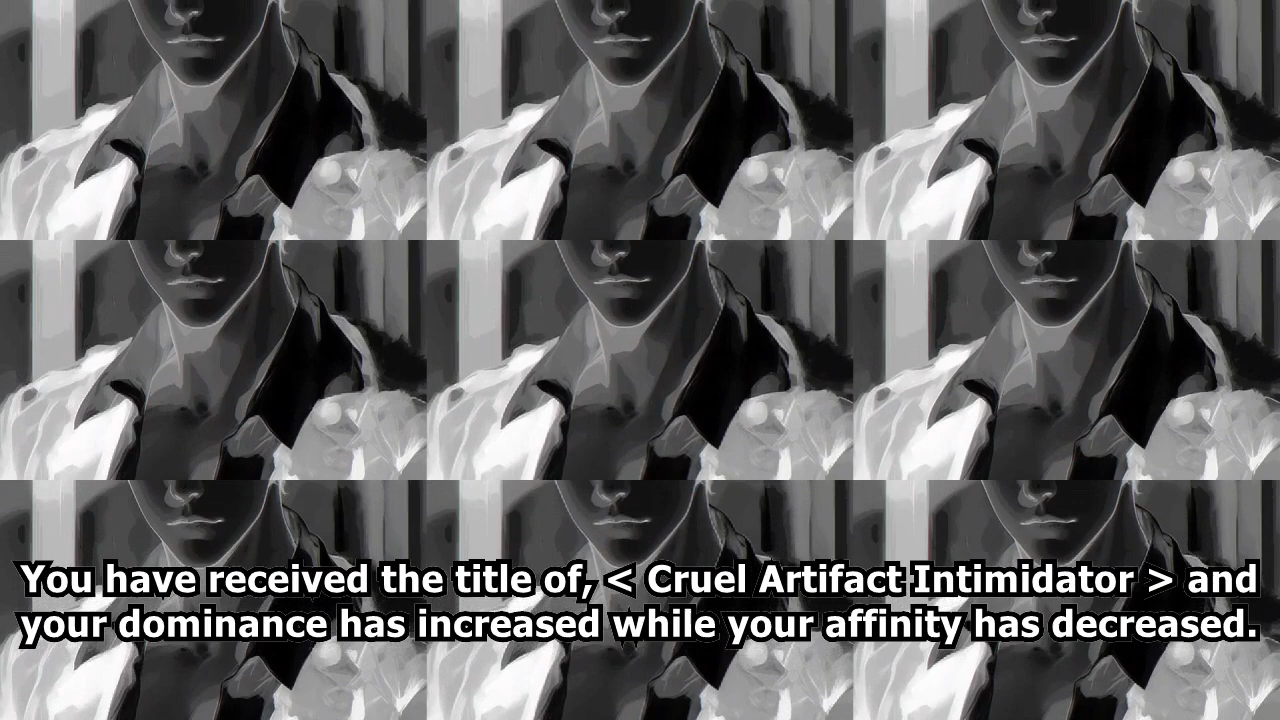 You have received the title of, < Cruel Artifact Intimidator > and
your dominance has increased while your affinity has decreased.